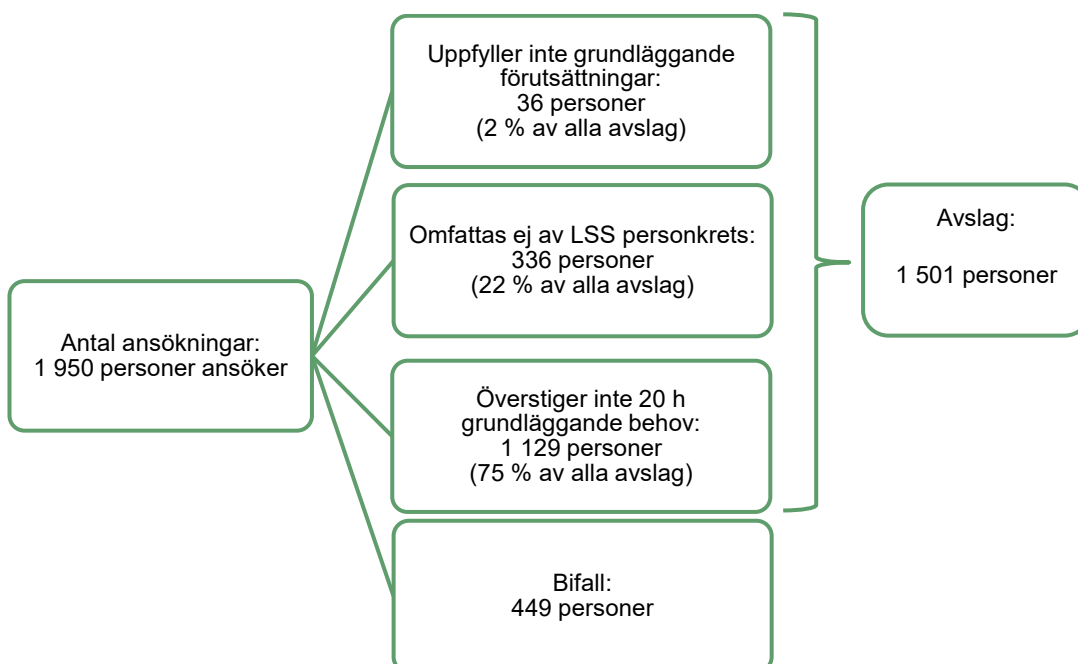 Uppfyller inte grundläggande
förutsättningar:
36 personer
(2 % av alla avslag)
Omfattas ej av LSS personkrets:
336 personer
(22 % av alla avslag)
Avslag:
1 501 personer
Antal ansökningar:
1 950 personer ansöker
Överstiger inte 20 h
grundläggande behov:
1 129 personer
(75 % av alla avslag)
Bifall:
449 personer